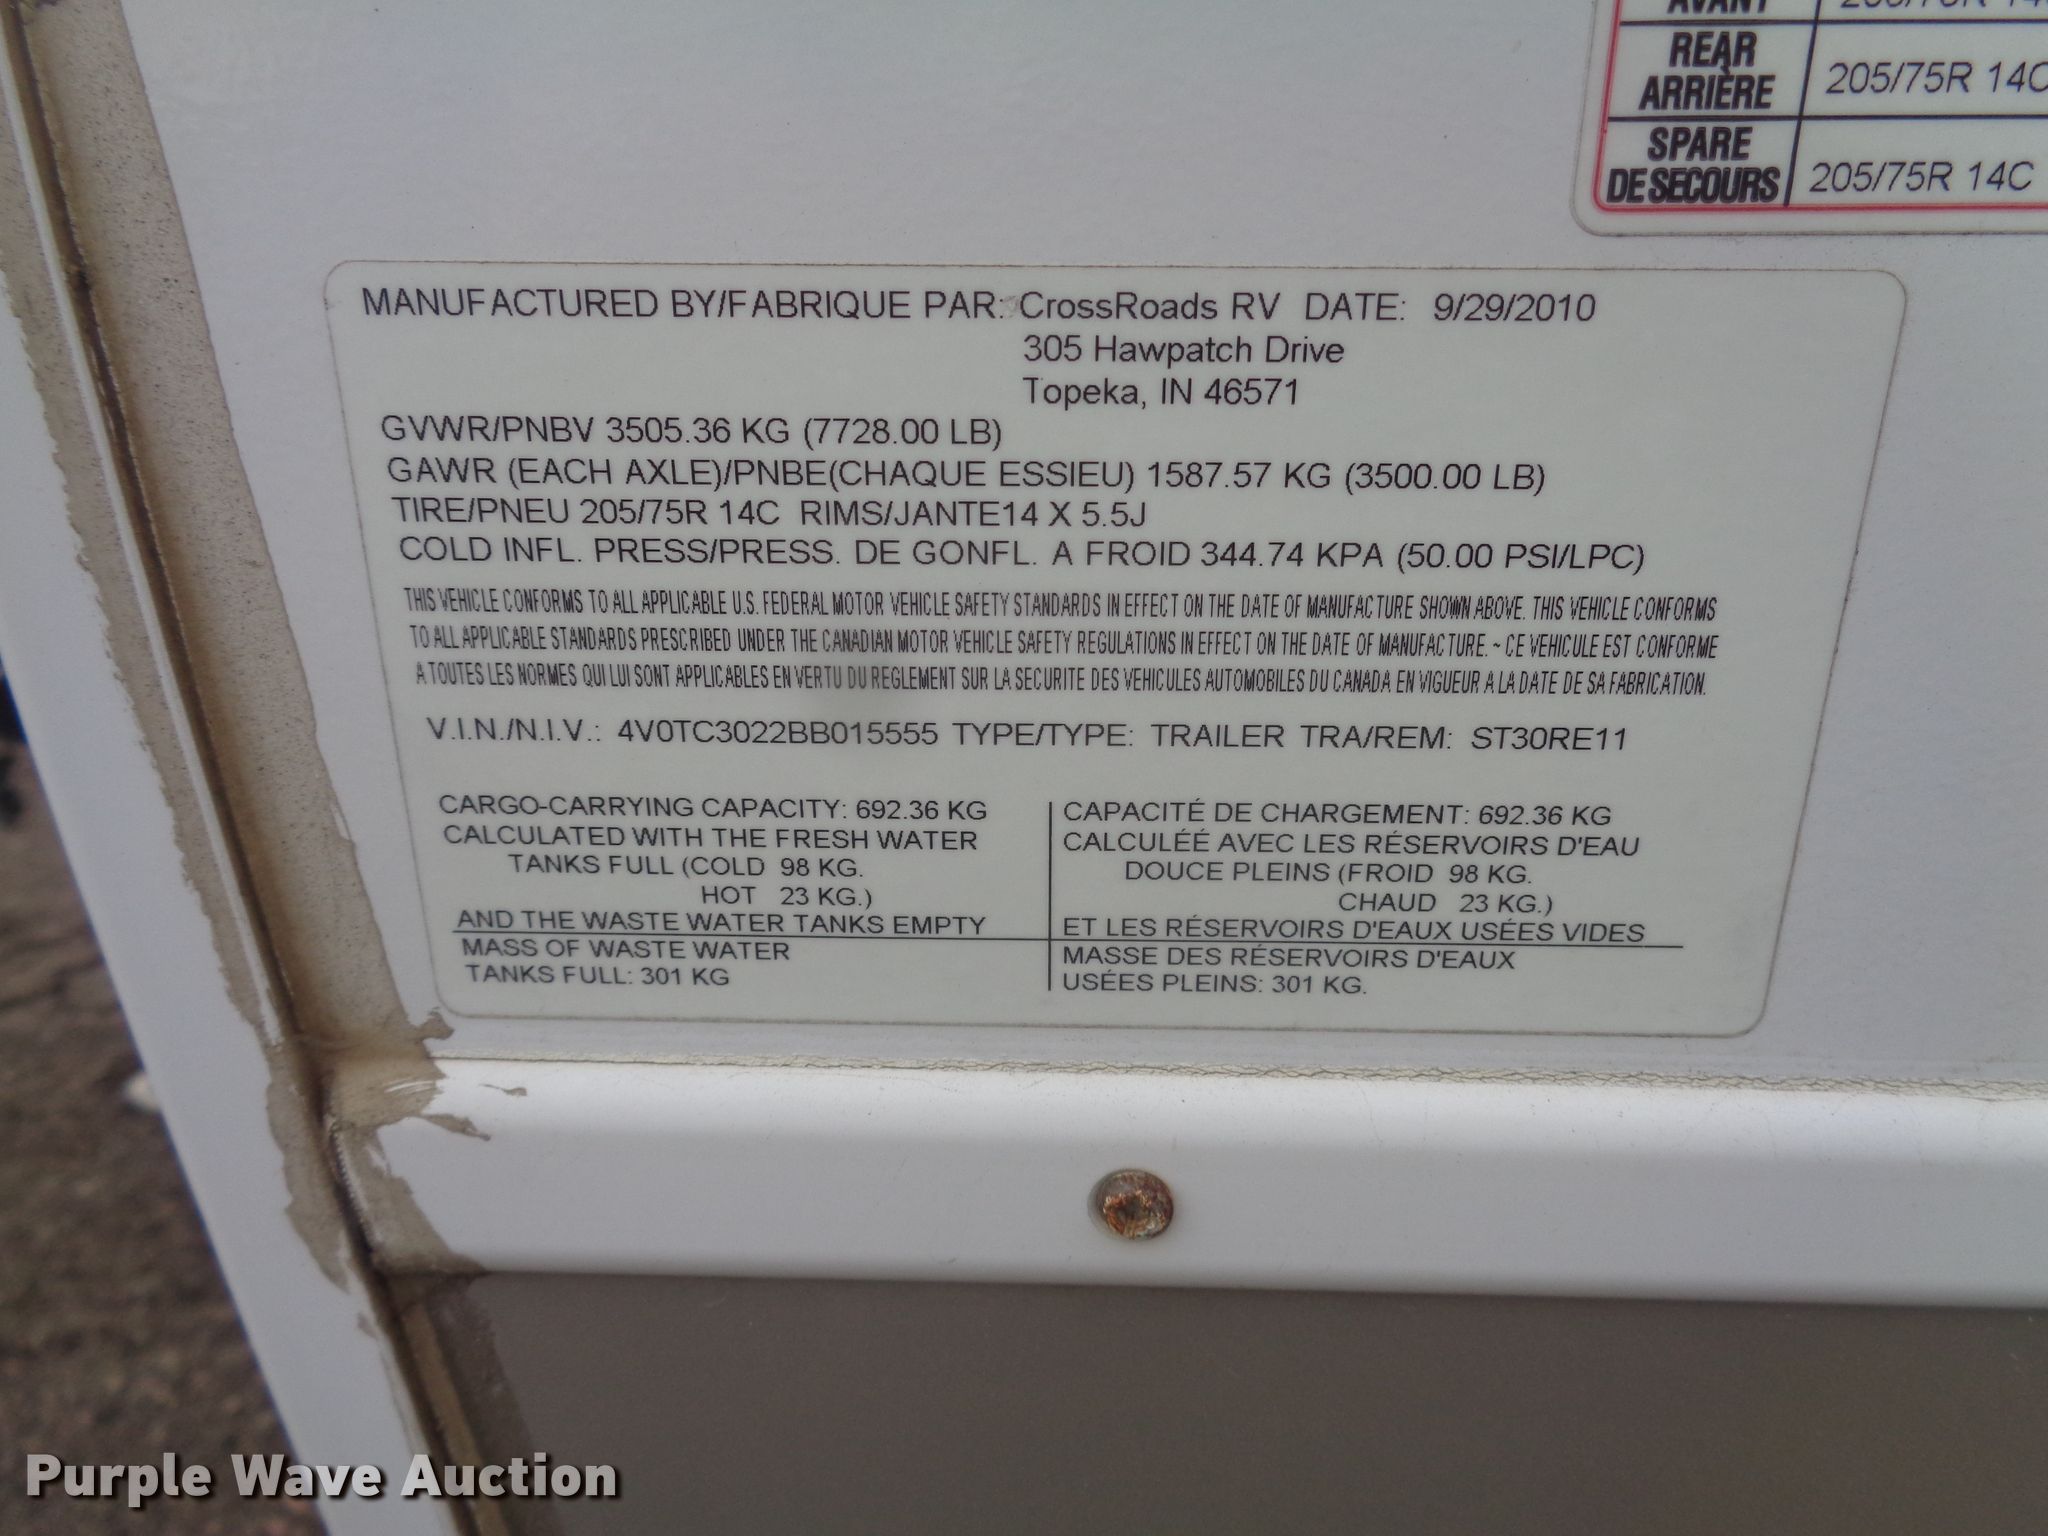 AVANT
REAR
ARRIÈRE
205/75R 14C
SPARE
DE SECOURS
205/75R 14C
MANUFACTURED BY/FABRIQUE PAR: CrossRoads RV DATE: 9/29/2010
305 Hawpatch Drive
Topeka, IN 46571
GVWR/PNBV 3505.36 KG (7728.00 LB)
GAWR (EACH AXLE)/PNBE(CHAQUE ESSIEU) 1587.57 KG (3500.00 LB)
TIRE/PNEU 205/75R 14C RIMS/JANTE14 X 5.5J
COLD INFL. PRESS/PRESS. DE GONFL. A FROID 344.74 KPA (50.00 PSI/LPC)
THIS VEHICLE CONFORMS TO ALL APPLICABLE U.S. FEDERAL MOTOR VEHICLE SAFETY STANDARDS IN EFFECT ON THE DATE OF MANUFACTURE SHOWN ABOVE. THIS VEHICLE CONFORMS
TO ALL APPLICABLE STANDARDS PRESCRIBED UNDER THE CANADIAN MOTOR VEHICLE SAFETY REGULATIONS IN EFFECT ON THE DATE OF MANUFACTURE. ~ CE VEHICULE EST CONFORME
A TOUTES LES NORMES QUI LUI SONT APPLICABLES EN VERTU DU REGLEMENT SUR LA SECURITE DES VEHICULES AUTOMOBILES DU CANADA EN VIGUEUR A LA DATE DE SA FABRICATION.
V.I.N./N.I.V.: 4V0TC3022BB015555 TYPE/TYPE: TRAILER TRA/REM: ST30RE11
CARGO-CARRYING CAPACITY: 692.36 KG
CALCULATED WITH THE FRESH WATER
TANKS FULL (COLD 98 KG.
HOT 23 KG.)
AND THE WASTE WATER TANKS EMPTY
MASS OF WASTE WATER
TANKS FULL: 301 KG
CAPACITÉ DE CHARGEMENT: 692.36 KG
CALCULÉÉ AVEC LES RÉSERVOIRS D'EAU
DOUCE PLEINS (FROID 98 KG.
CHAUD 23 KG.)
ET LES RÉSERVOIRS D'EAUX USÉES VIDES
MASSE DES RÉSERVOIRS D'EAUX
USÉES PLEINS: 301 KG.
Purple Wave Auction